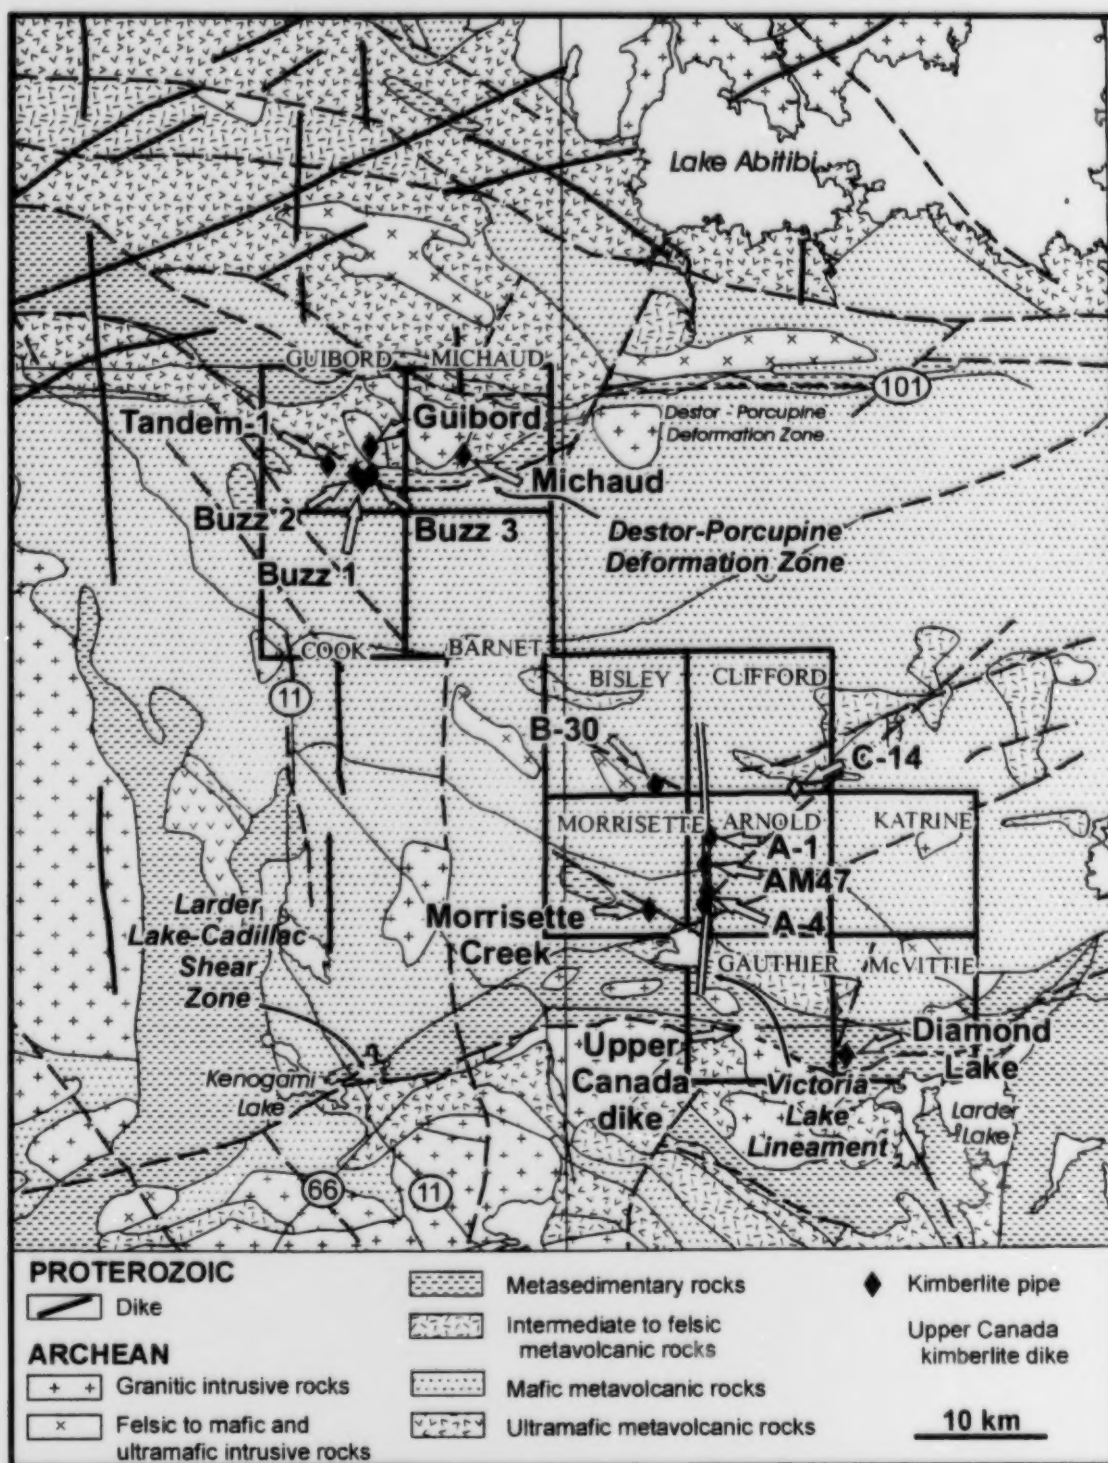 Lake Abitibi
GUIBORD
MICHAUD
101
Tandem-1
Guibord
Destor - Porcupine
Deformation Zone
Michaud
Buzz 2
Buzz 3
Destor-Porcupine
Deformation Zone
Buzz 1
COOK
BARNET
BISLEY
CLIFFORD
11
B-30
C-14
MORRISETTE
ARNOLD
KATRINE
A-1
AM47
Larder
Lake-Cadillac
Shear
Zone
Morrisette
Creek
A-4
GAUTHIER
McVITTIE
Upper
Canada
dike
Diamond
Lake
Kenogami
Lake
Victoria
Lake
Lineament
Larder
Lake
66
11
PROTEROZOIC
Dike
ARCHEAN
Granitic intrusive rocks
Felsic to mafic and
ultramafic intrusive rocks
Metasedimentary rocks
Intermediate to felsic
metavolcanic rocks
Mafic metavolcanic rocks
Ultramafic metavolcanic rocks
Kimberlite pipe
Upper Canada
kimberlite dike
10 km